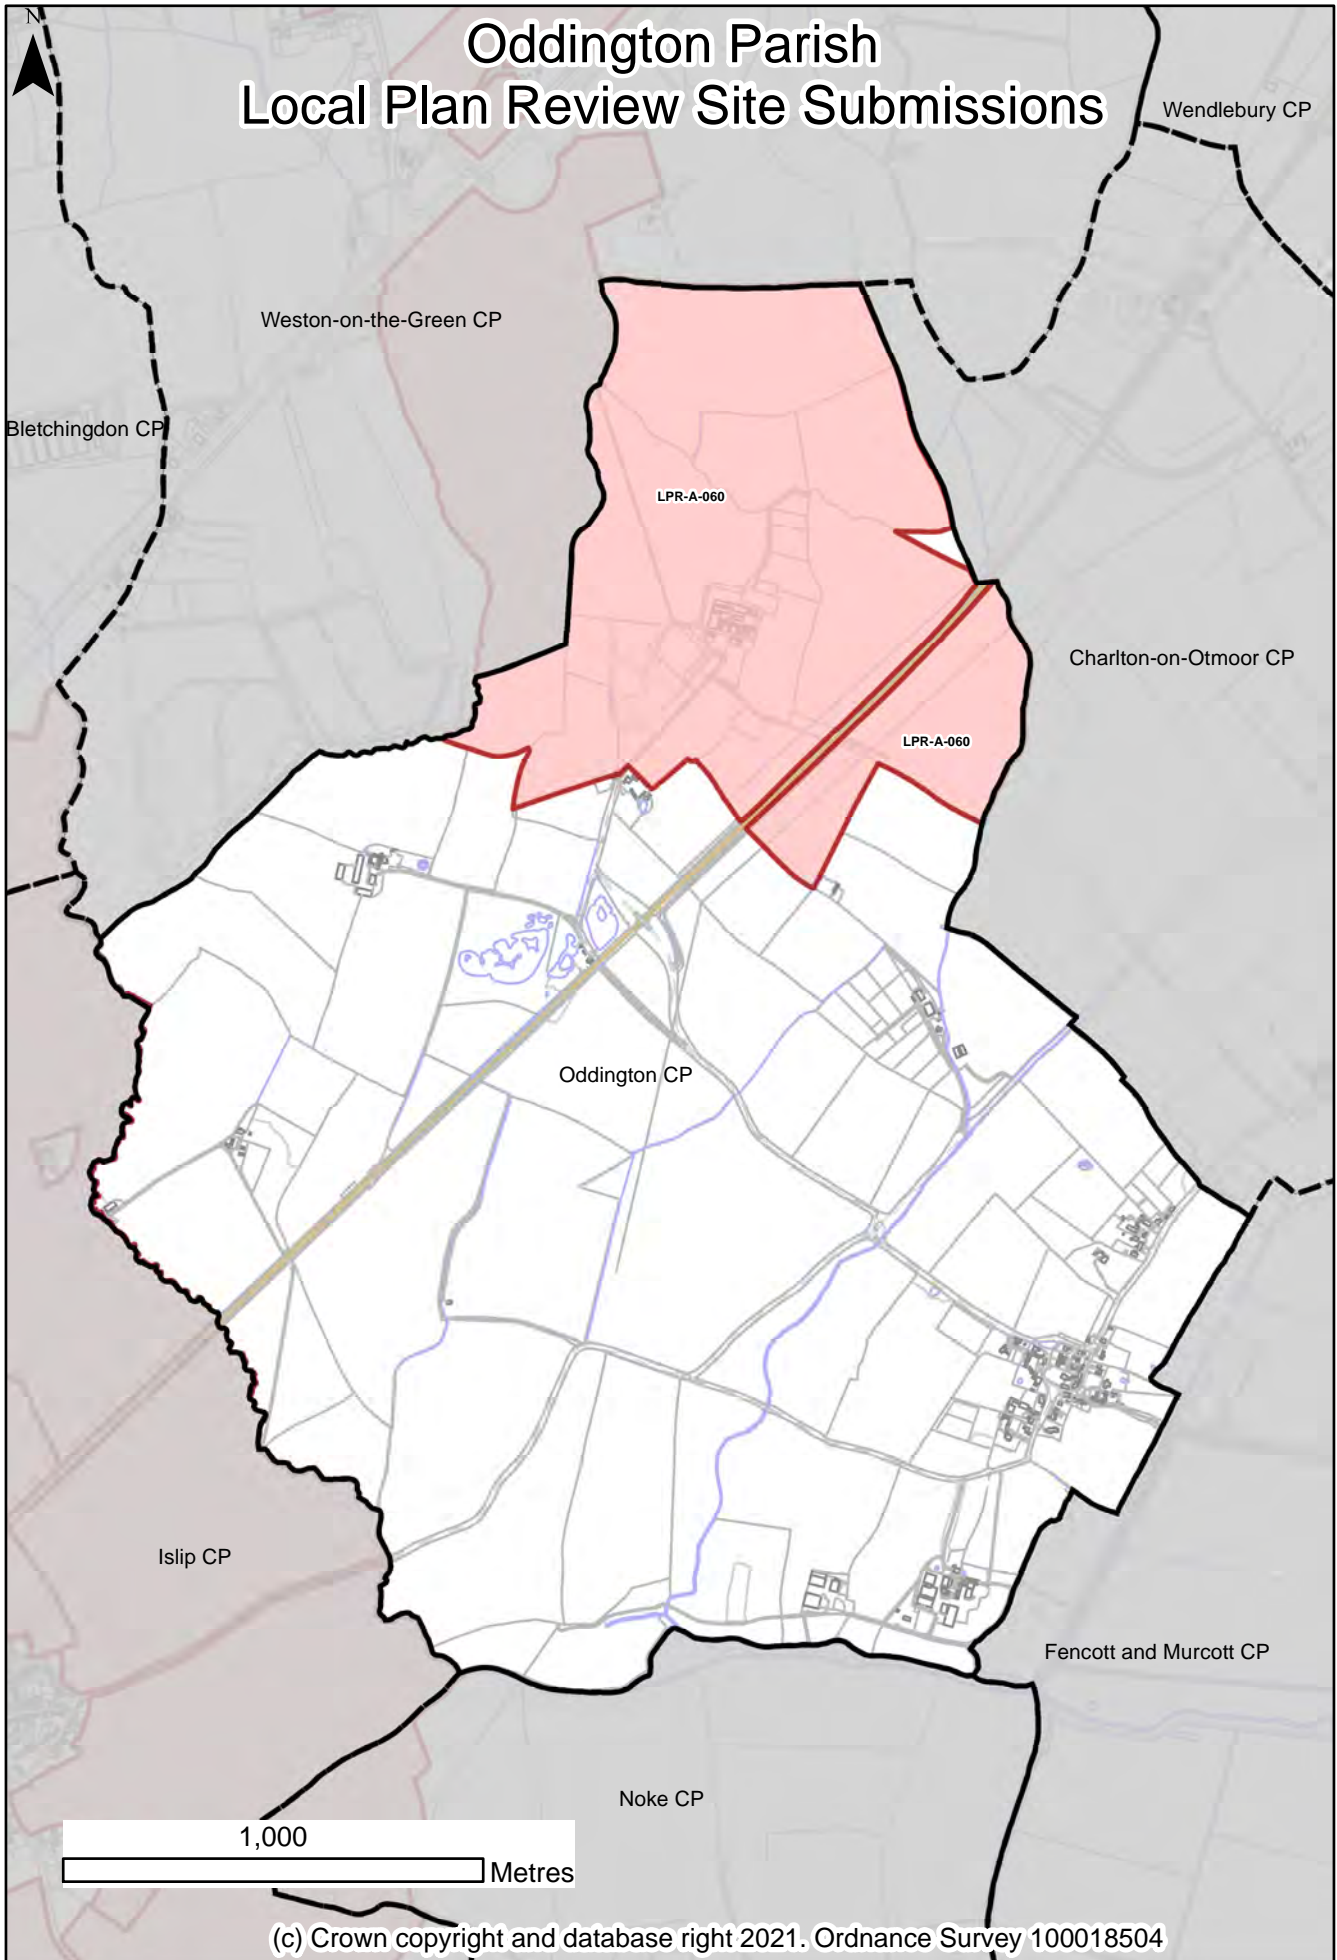 N
Oddington Parish
Local Plan Review Site Submissions
Wendlebury CP
Weston-on-the-Green CP
Bletchingdon CP
LPR-A-060
Charlton-on-Otmoor CP
LPR-A-060
Oddington CP
Islip CP
Fencott and Murcott CP
Noke CP
1,000
Metres
(c) Crown copyright and database right 2021. Ordnance Survey 100018504